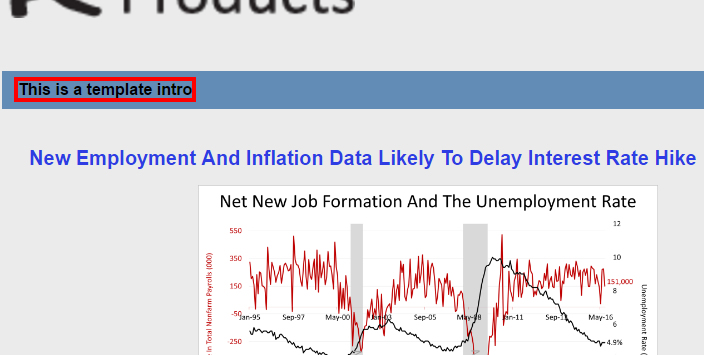 Products
This is a template intro
New Employment And Inflation Data Likely To Delay Interest Rate Hike
Net New Job Formation And The Unemployment Rate
12
550
10
350
151,000
8
150
-50
Jan-95 Sep-97 May-00 Jan-03 Sep-05 May-08 Jan-11 Sep-13 May-16
6
4.9%
-250
in Total Nonfarm Payrolls (000)
Unemployment Rate (